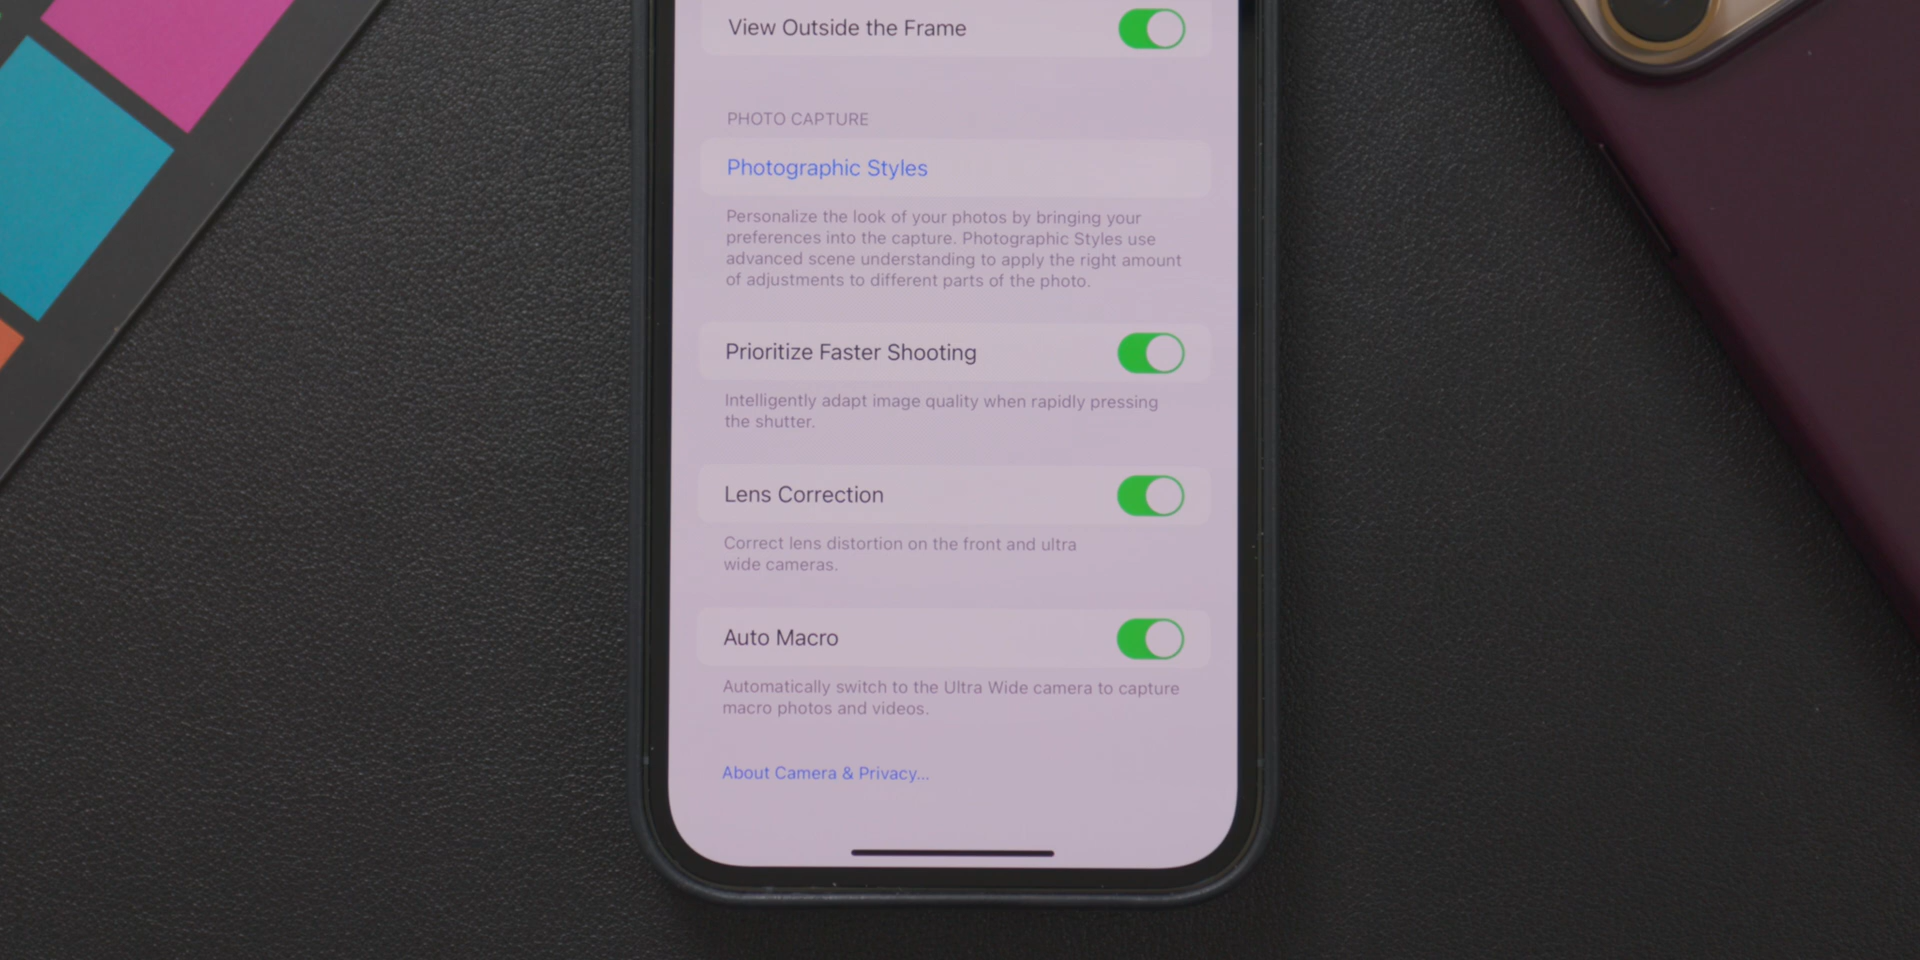 View Outside the Frame
PHOTO CAPTURE
Photographic Styles
Personalize the look of your photos by bringing your
preferences into the capture. Photographic Styles use
advanced scene understanding to apply the right amount
of adjustments to different parts of the photo.
Prioritize Faster Shooting
Intelligently adapt image quality when rapidly pressing
the shutter.
Lens Correction
Correct lens distortion on the front and ultra
wide cameras.
Auto Macro
Automatically switch to the Ultra Wide camera to capture
macro photos and videos.
About Camera & Privacy...